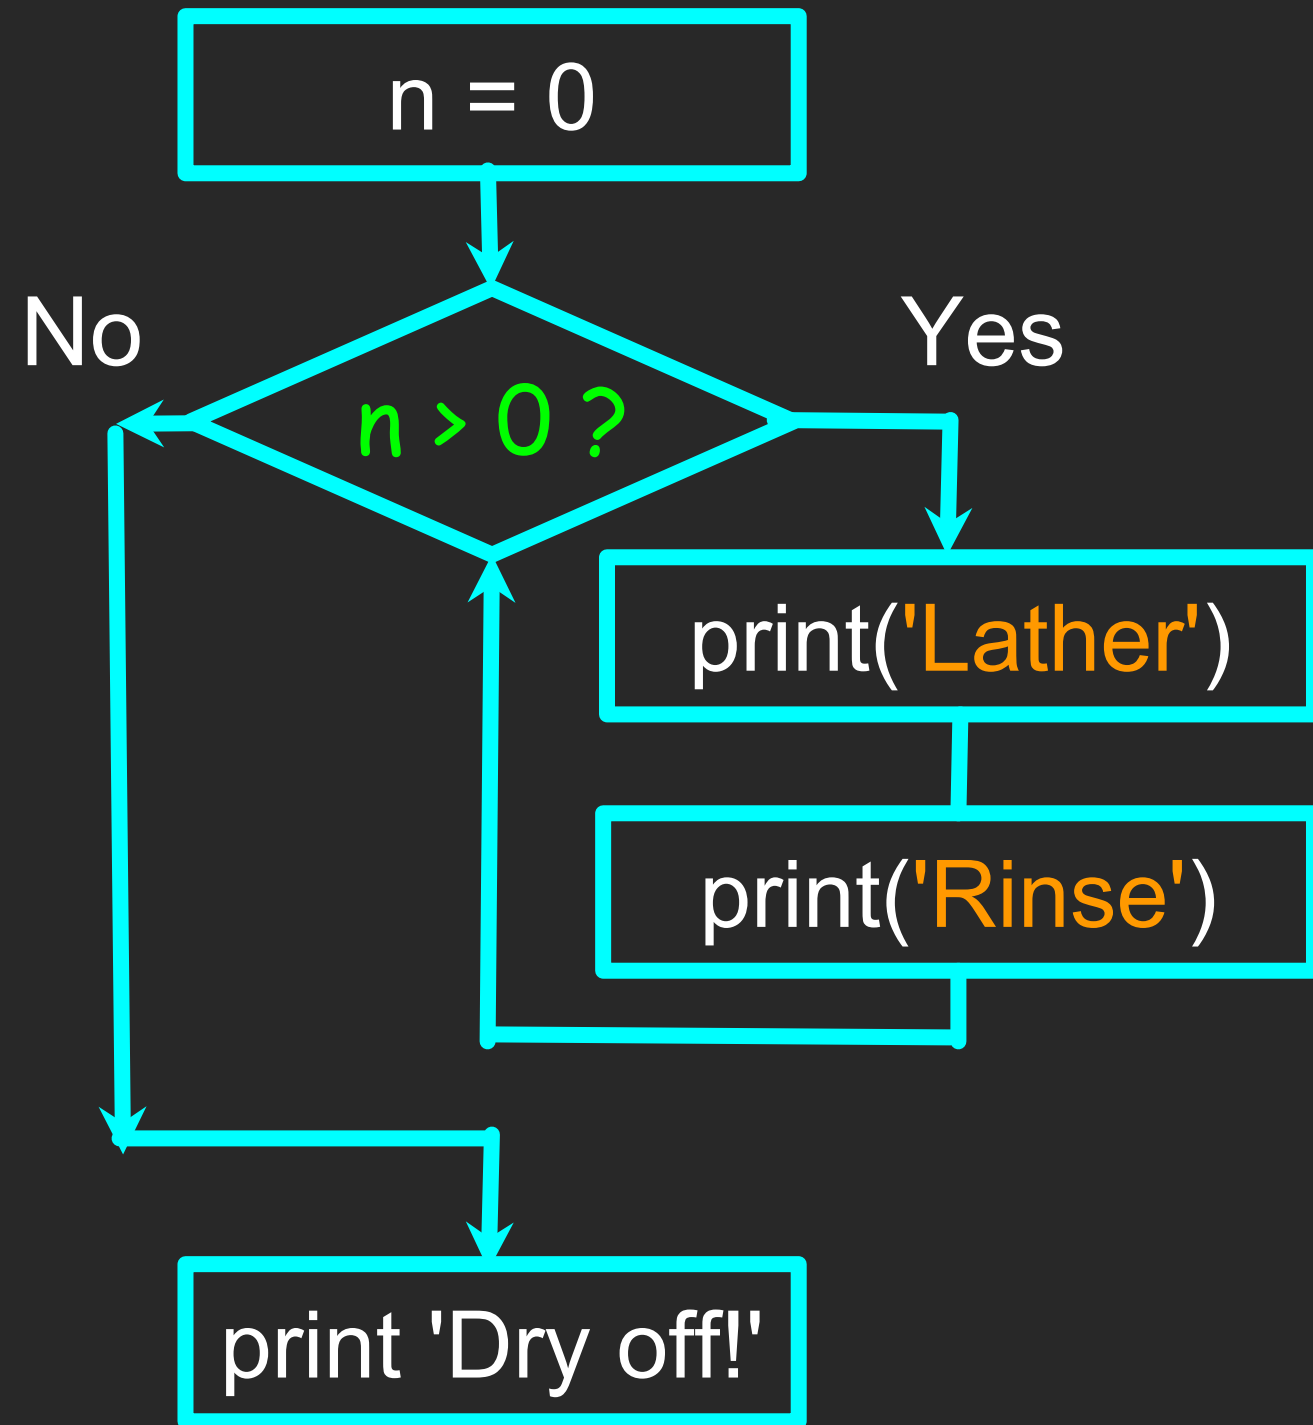 n = 0
No
Yes
n > 0 ?
print('Lather')
print('Rinse')
print 'Dry off!'